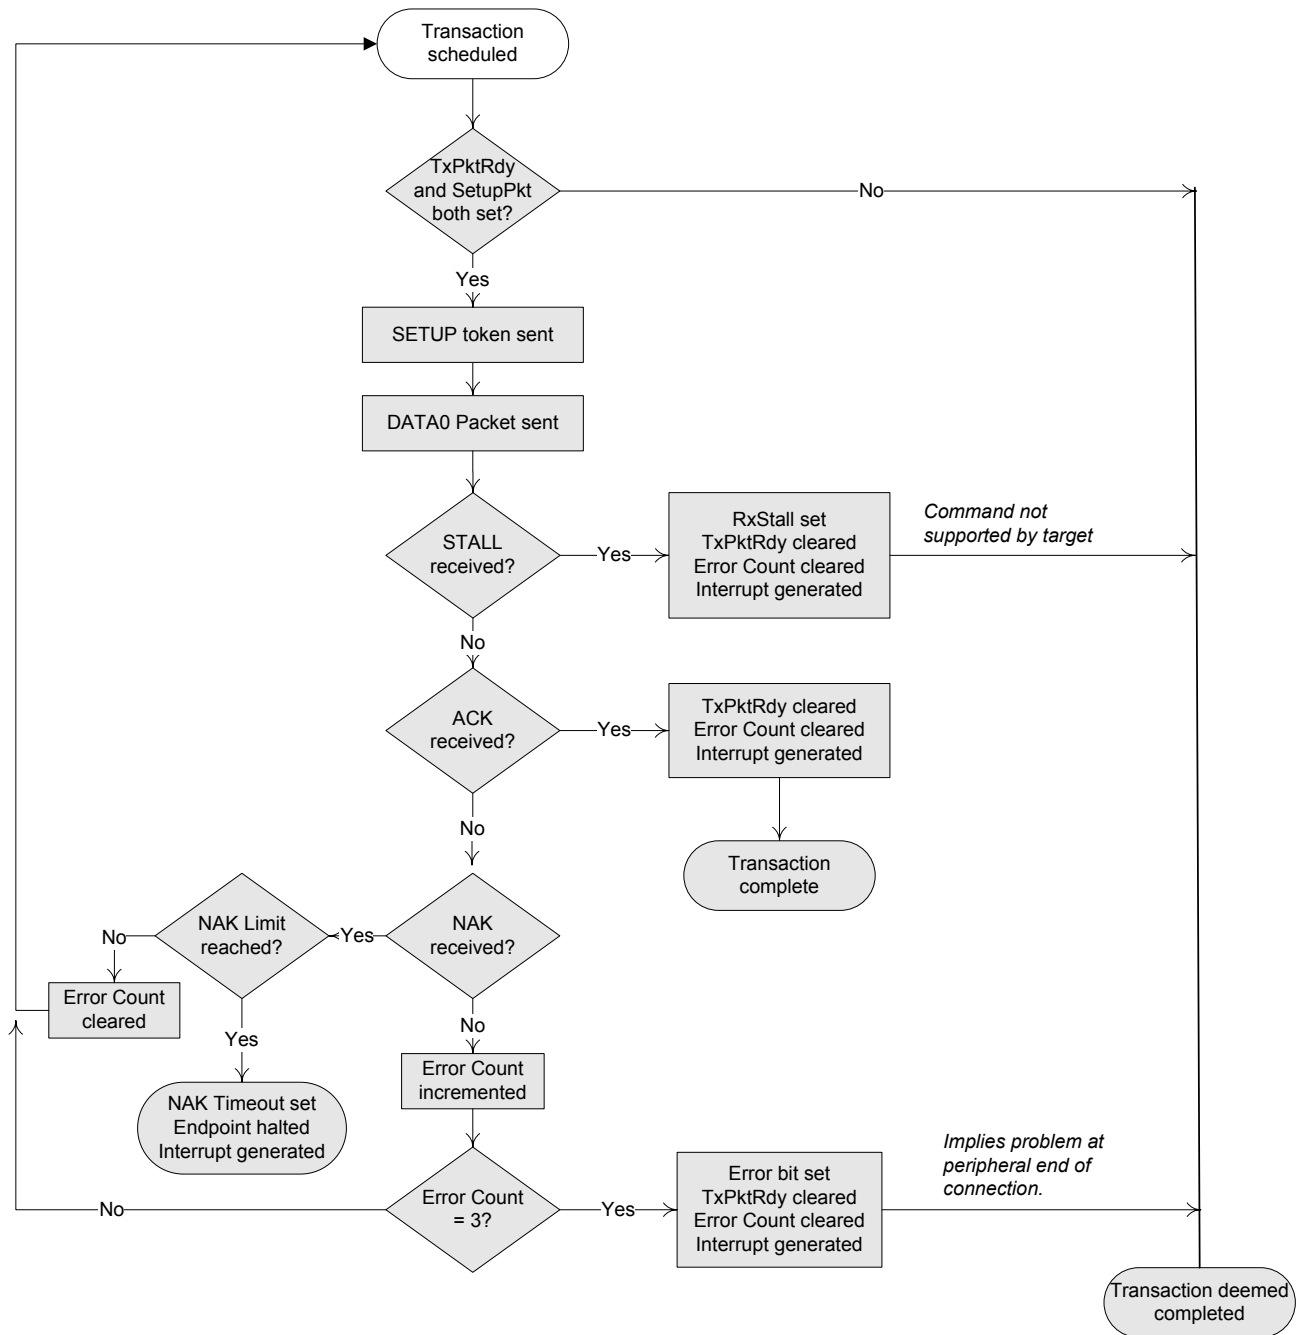 Transaction
scheduled
TxPktRdy
and SetupPkt
both set?
No
Yes
SETUP token sent
DATA0 Packet sent
STALL
received?
Yes
RxStall set
TxPktRdy cleared
Error Count cleared
Interrupt generated
Command not
supported by target
No
ACK
received?
Yes
TxPktRdy cleared
Error Count cleared
Interrupt generated
No
Transaction
complete
NAK
received?
Yes
NAK Limit
reached?
No
Error Count
cleared
Yes
NAK Timeout set
Endpoint halted
Interrupt generated
No
Error Count
incremented
Error Count
= 3?
No
Yes
Error bit set
TxPktRdy cleared
Error Count cleared
Interrupt generated
Implies problem at
peripheral end of
connection.
Transaction deemed
completed